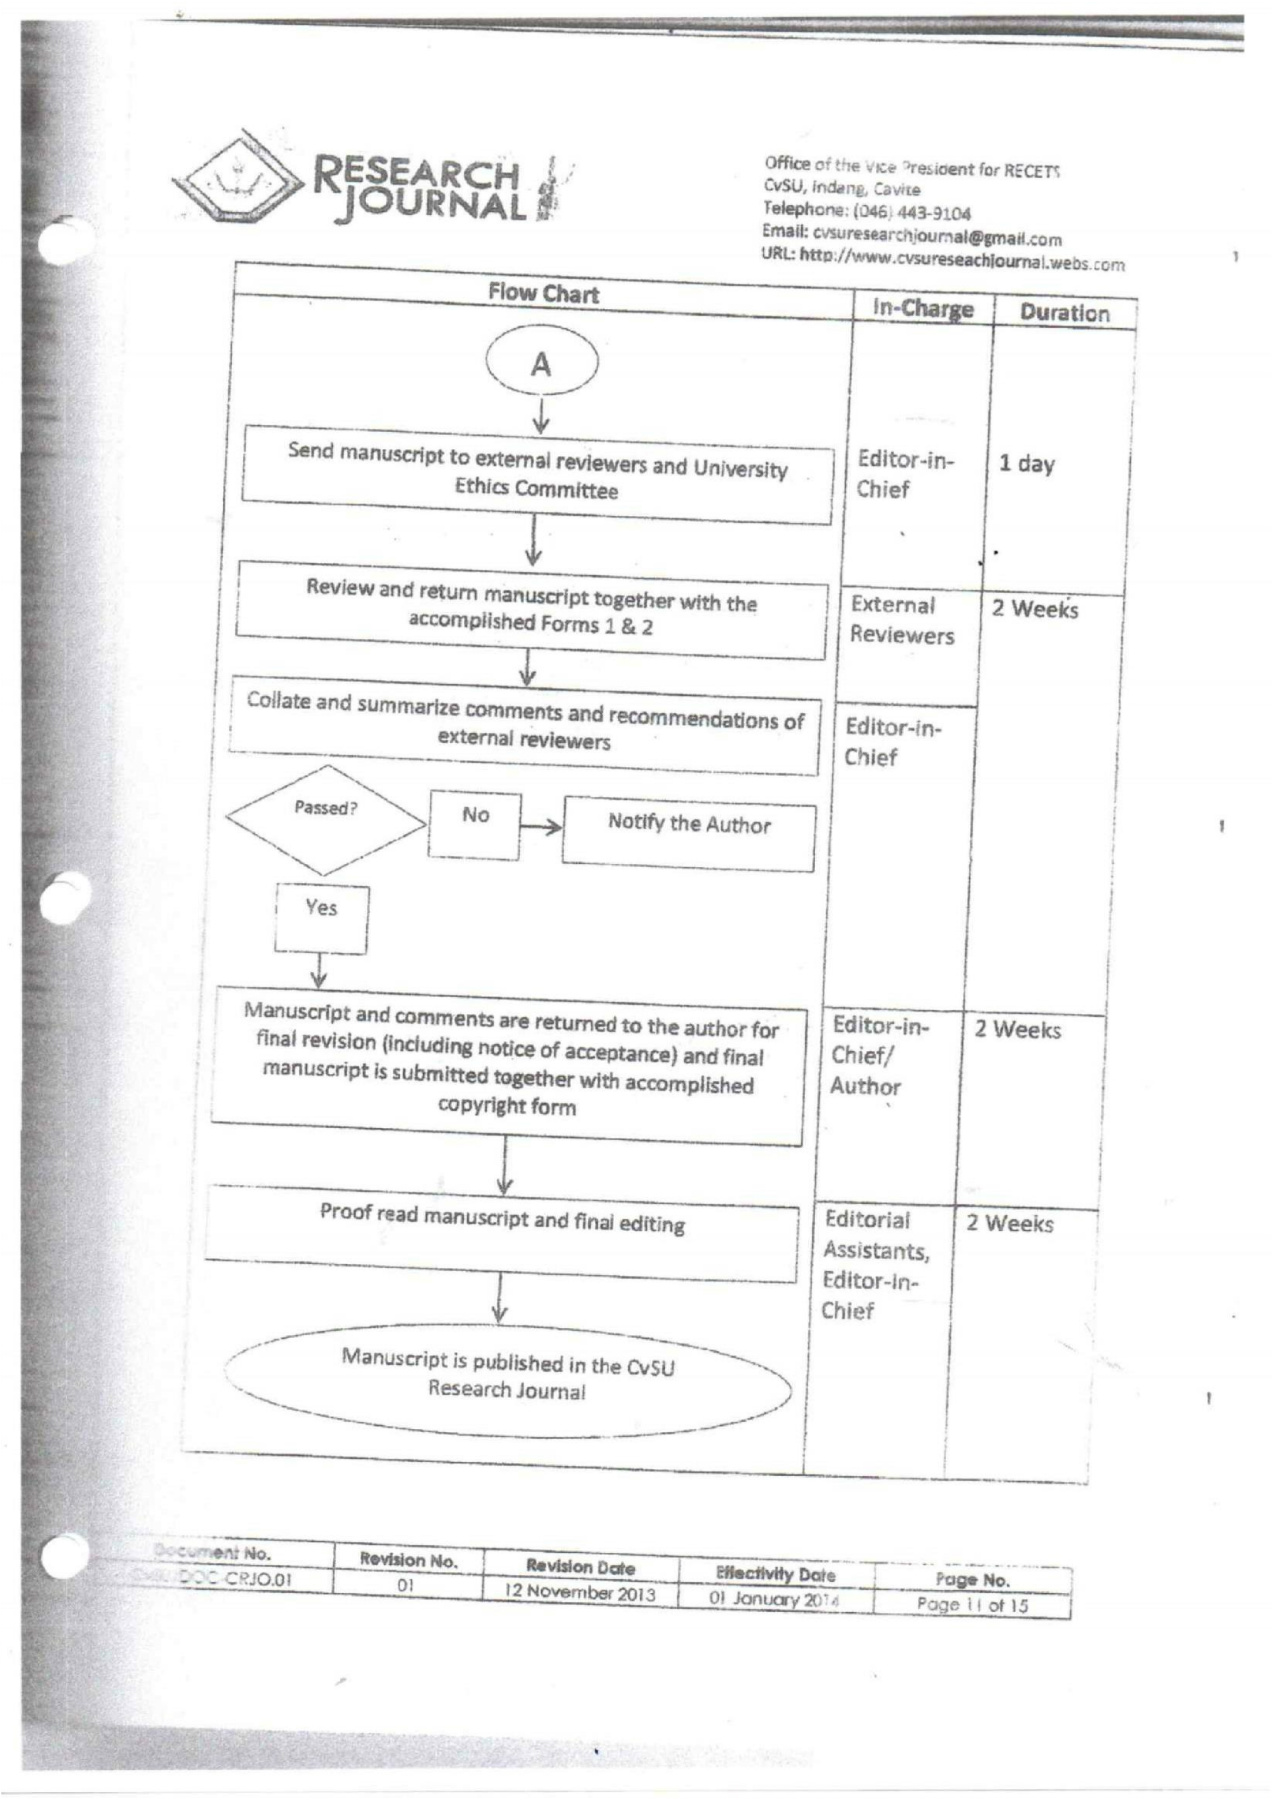 RESEARCH
JOURNAL
Office of the Vice President for RECETS
CvSU, Indang, Cavite
Telephone: (046) 443-9104
Email: cvsuresearchjournal@gmail.com
URL: http://www.cvsureseachjournal.webs.com
Flow Chart
In-Charge
Duration
A
Send manuscript to external reviewers and University
Ethics Committee
Editor-in-
Chief
1 day
Review and return manuscript together with the
accomplished Forms 1 & 2
External
Reviewers
2 Weeks
Collate and summarize comments and recommendations of
external reviewers
Editor-in-
Chief
Passed?
No
Notify the Author
Yes
Manuscript and comments are returned to the author for
final revision (including notice of acceptance) and final
manuscript is submitted together with accomplished
copyright form
Editor-in-
Chief/
Author
2 Weeks
Proof read manuscript and final editing
Editorial
Assistants,
Editor-in-
Chief
2 Weeks
Manuscript is published in the CvSU
Research Journal
Document No.
Revision No.
Revision Date
Effectivity Date
Page No.
DOC-CRJO.01
01
12 November 2013
01 January 2014
Page 11 of 15